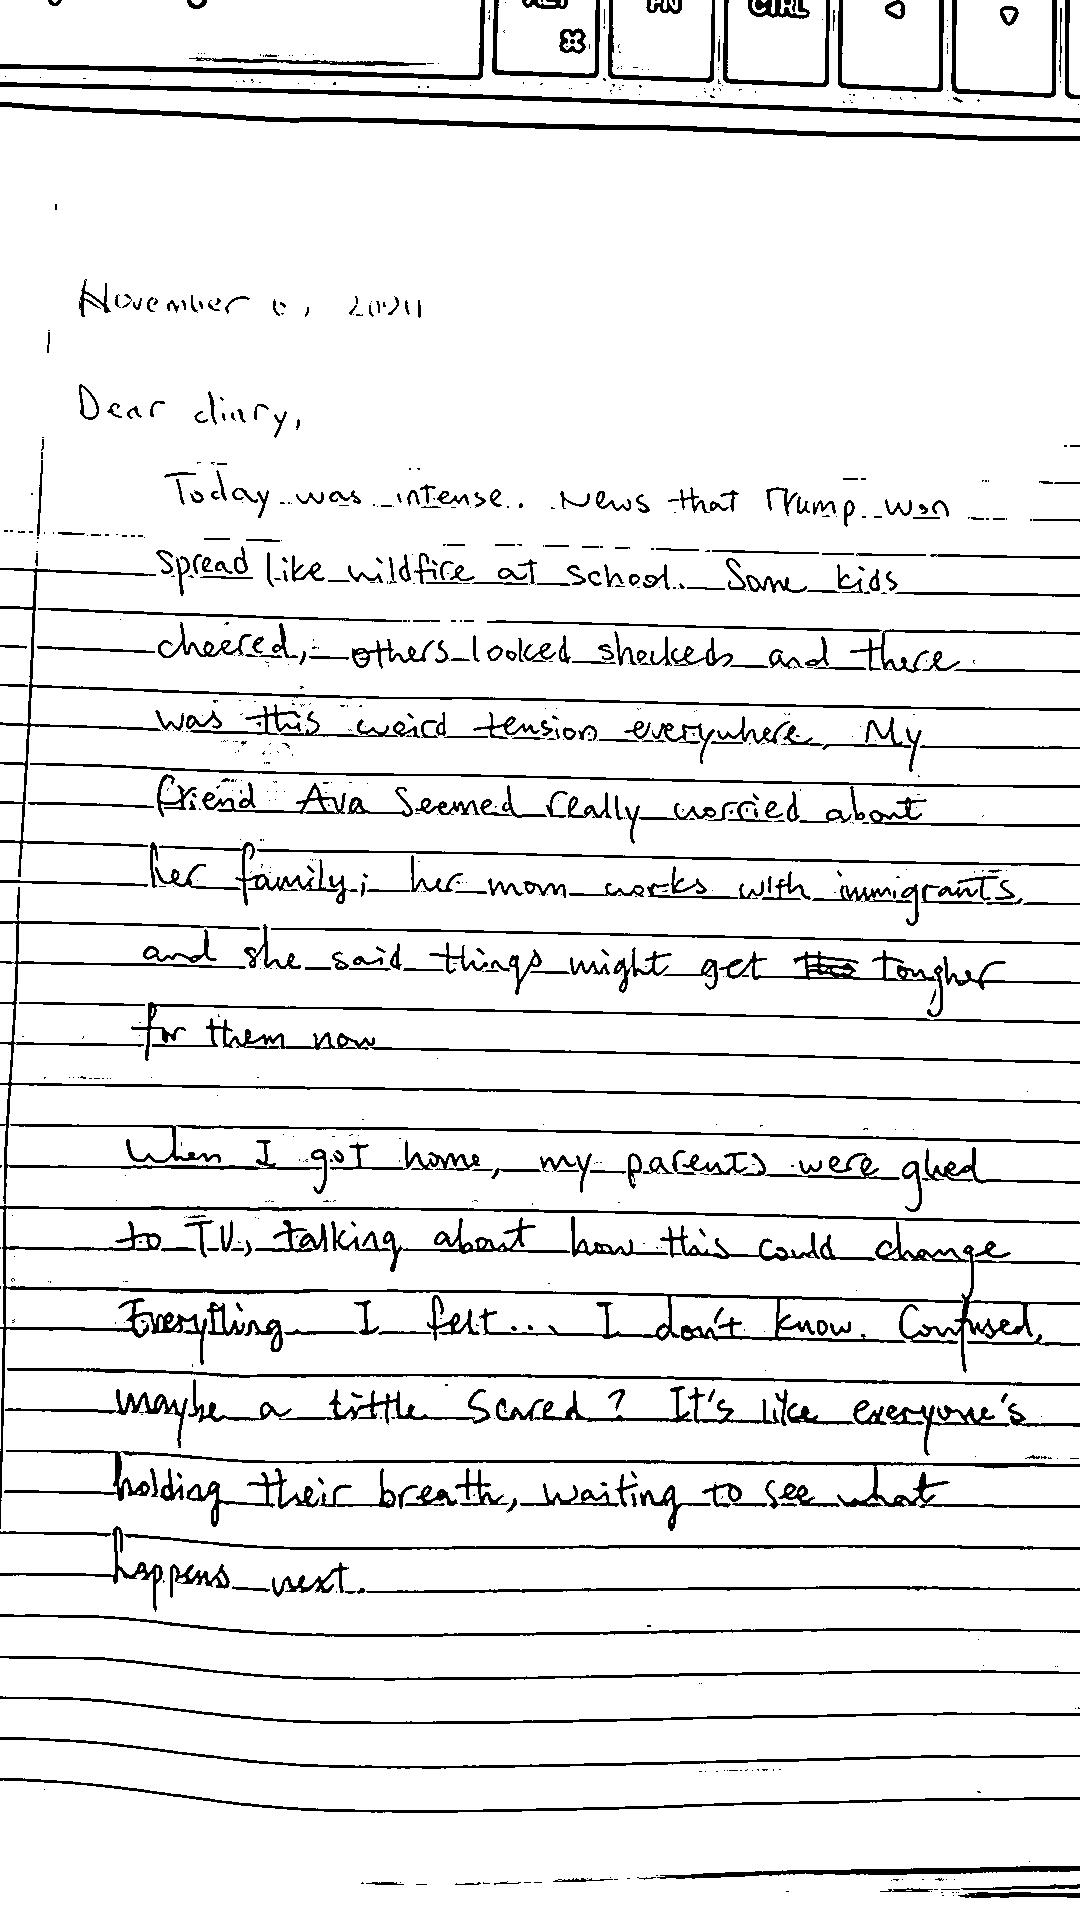 ALT
⌘
FN
CTRL
November 6, 2024
Dear diary,
Today was intense. News that Trump won
spread like wildfire at school. Some kids
cheered, others looked shocked and there
was this weird tension everywhere. My
friend Ava seemed really worried about
her family; her mom works with immigrants,
and she said things might get tougher
for them now
When I got home, my parents were glued
to TV, talking about how this could change
Everything I felt... I don't know. Confused,
maybe a little scared? It's like everyone's
holding their breath, waiting to see what
happens next.